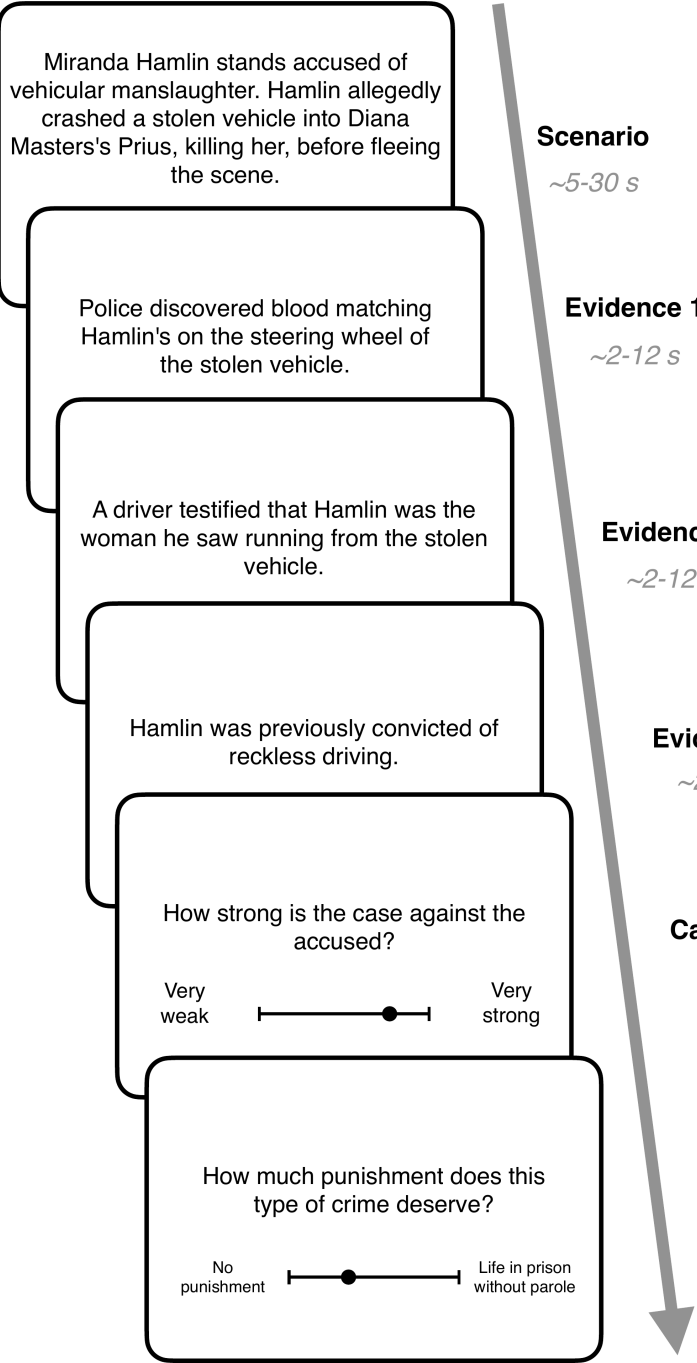 Miranda Hamlin stands accused of
vehicular manslaughter. Hamlin allegedly
crashed a stolen vehicle into Diana
Masters's Prius, killing her, before fleeing
the scene.
Scenario
~5-30 s
Police discovered blood matching
Hamlin's on the steering wheel of
the stolen vehicle.
Evidence 1
~2-12 s
A driver testified that Hamlin was the
woman he saw running from the stolen
vehicle.
~2-12
Hamlin was previously convicted of
reckless driving.
How strong is the case against the
accused?
Very
weak
Very
strong
How much punishment does this
type of crime deserve?
No
punishment
Life in prison
without parole